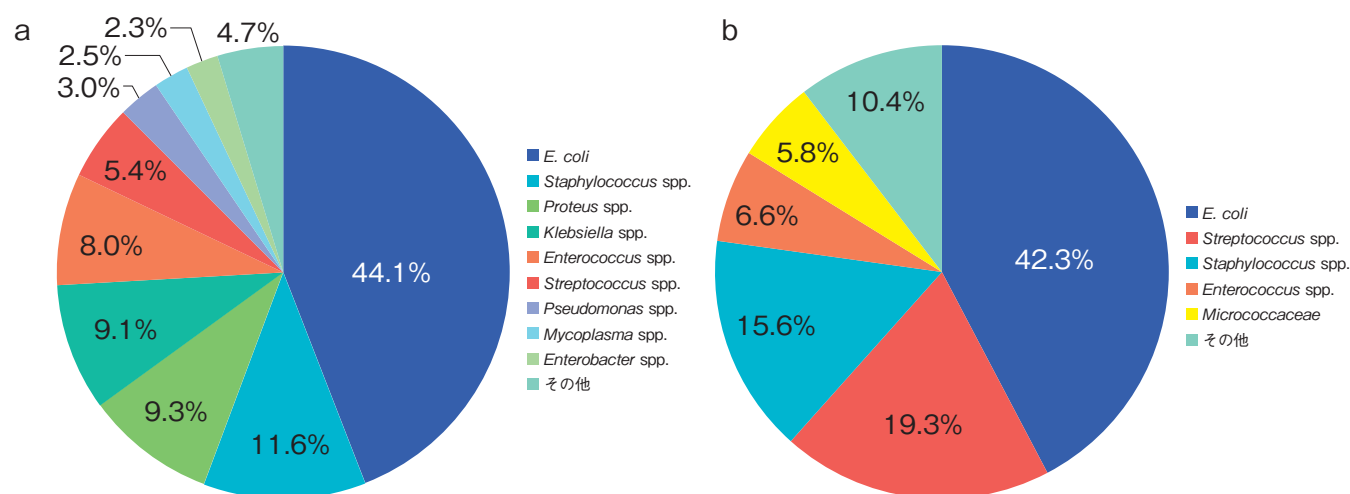 a
2.3%
4.7%
2.5%
3.0%
5.4%
8.0%
9.1%
9.3%
11.6%
44.1%
E. coli
Staphylococcus spp.
Proteus spp.
Klebsiella spp.
Enterococcus spp.
Streptococcus spp.
Pseudomonas spp.
Mycoplasma spp.
Enterobacter spp.
その他
b
10.4%
5.8%
6.6%
15.6%
19.3%
42.3%
E. coli
Streptococcus spp.
Staphylococcus spp.
Enterococcus spp.
Micrococcaceae
その他